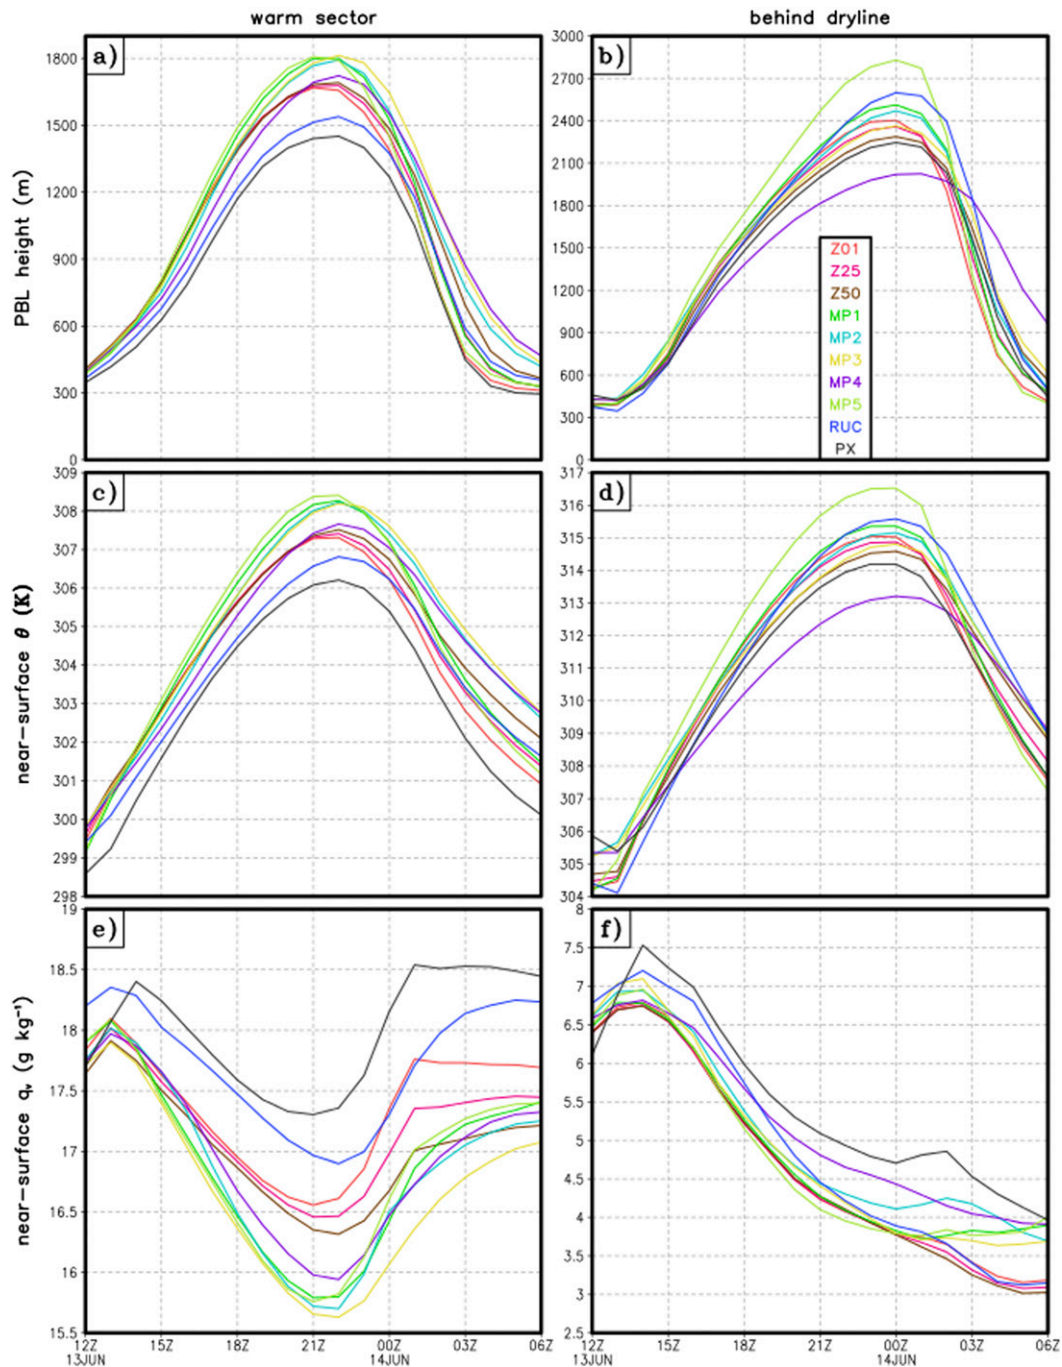 warm sector
behind dryline
a)
PBL height (m)
1800
1500
1200
900
600
300
0
b)
3000
2700
2400
2100
1800
1500
1200
900
600
300
0
Z01
Z25
Z50
MP1
MP2
MP3
MP4
MP5
RUC
PX
c)
near-surface θ (K)
309
308
307
306
305
304
303
302
301
300
299
298
d)
317
316
315
314
313
312
311
310
309
308
307
306
305
304
e)
near-surface qᵥ (g kg⁻¹)
19
18.5
18
17.5
17
16.5
16
15.5
12Z 15Z 18Z 21Z 00Z 03Z 06Z
13JUN 14JUN
f)
8
7.5
7
6.5
6
5.5
5
4.5
4
3.5
3
2.5
12Z 15Z 18Z 21Z 00Z 03Z 06Z
13JUN 14JUN